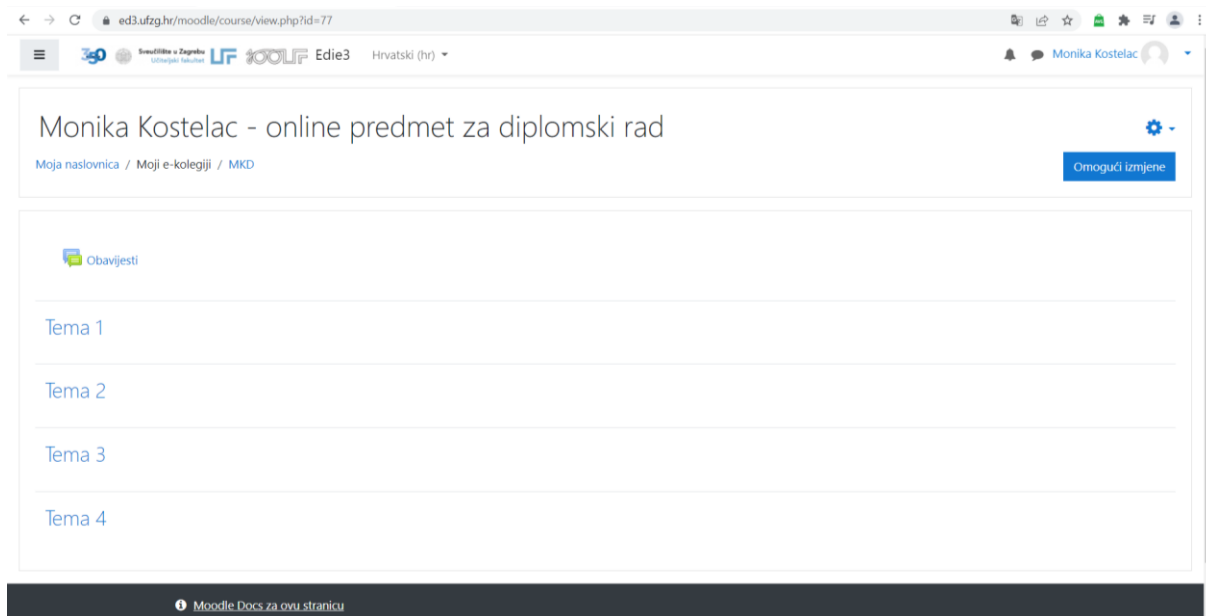 ed3.ufzg.hr/moodle/course/view.php?id=77
Sveučilište u Zagrebu
Učiteljski fakultet
Edie3 Hrvatski (hr) Monika Kostelac
Monika Kostelac - online predmet za diplomski rad
Moja naslovnica / Moji e-kolegiji / MKD
Omogući izmjene
Obavijesti
Tema 1
Tema 2
Tema 3
Tema 4
Moodle Docs za ovu stranicu